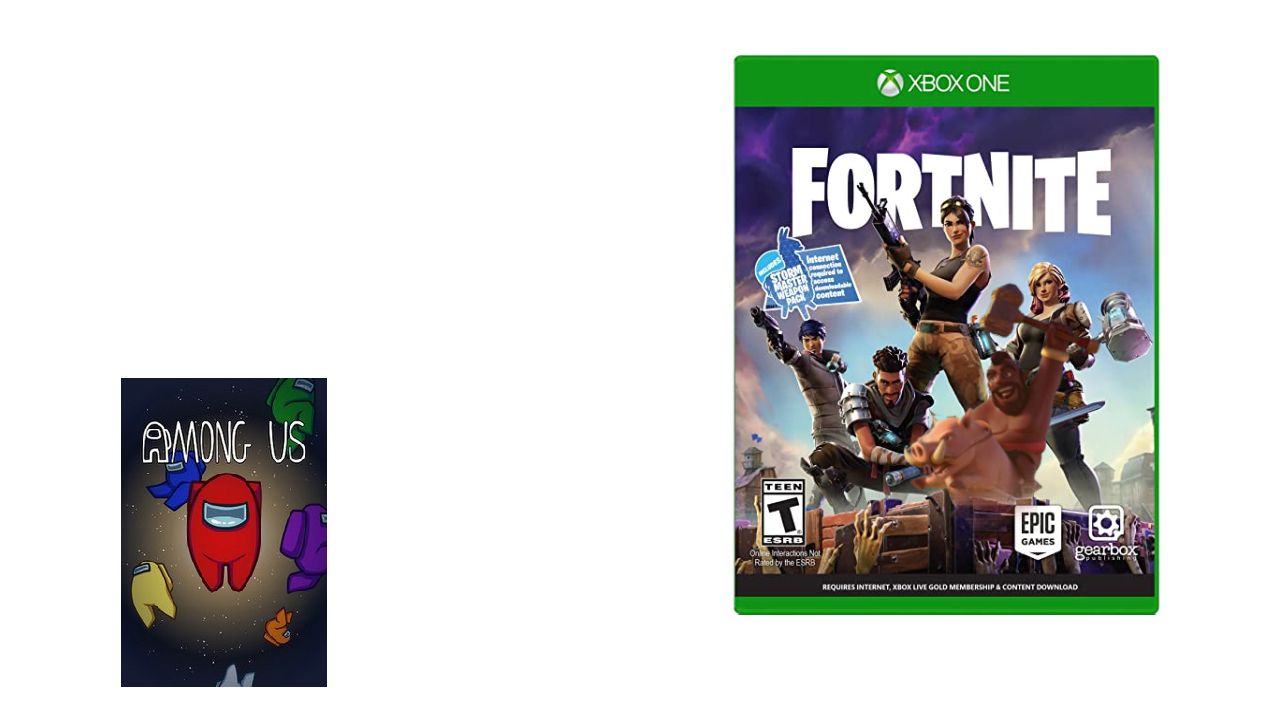 XBOX ONE
FORTNITE
INCLUDES
STORM
MASTER
WEAPON
PACK
Internet
connection
required to
access
downloadable
content
AMONG US
TEEN
T
ESRB
Online Interactions Not
Rated by the ESRB
EPIC
GAMES
gearbox
publishing
REQUIRES INTERNET, XBOX LIVE GOLD MEMBERSHIP & CONTENT DOWNLOAD